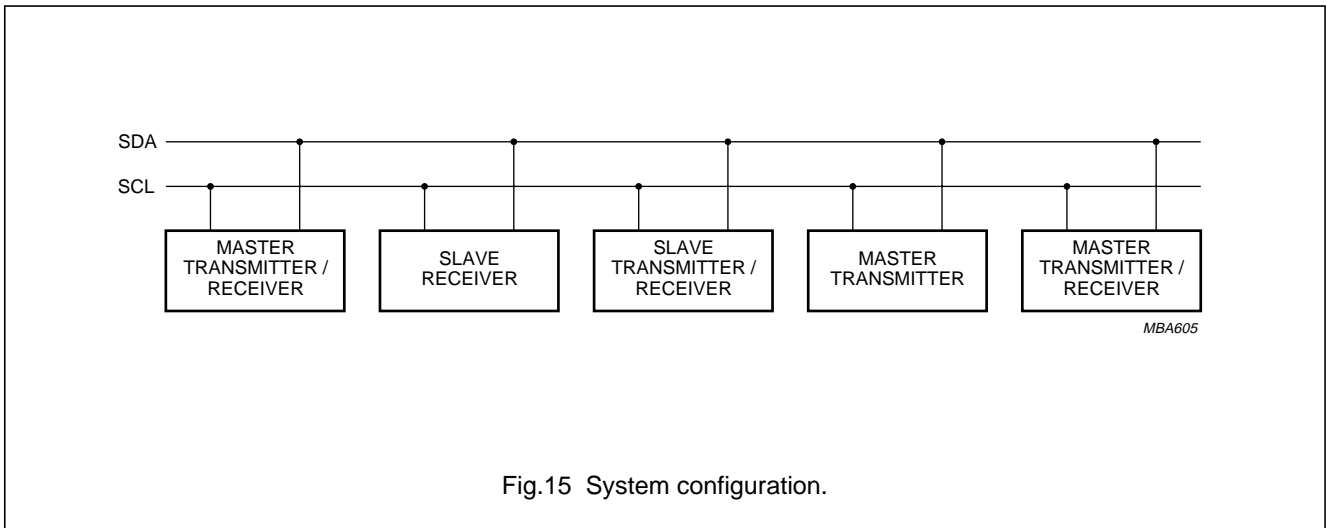 SDA
SCL
MASTER
TRANSMITTER /
RECEIVER
SLAVE
RECEIVER
SLAVE
TRANSMITTER /
RECEIVER
MASTER
TRANSMITTER
MASTER
TRANSMITTER /
RECEIVER
MBA605
Fig.15 System configuration.